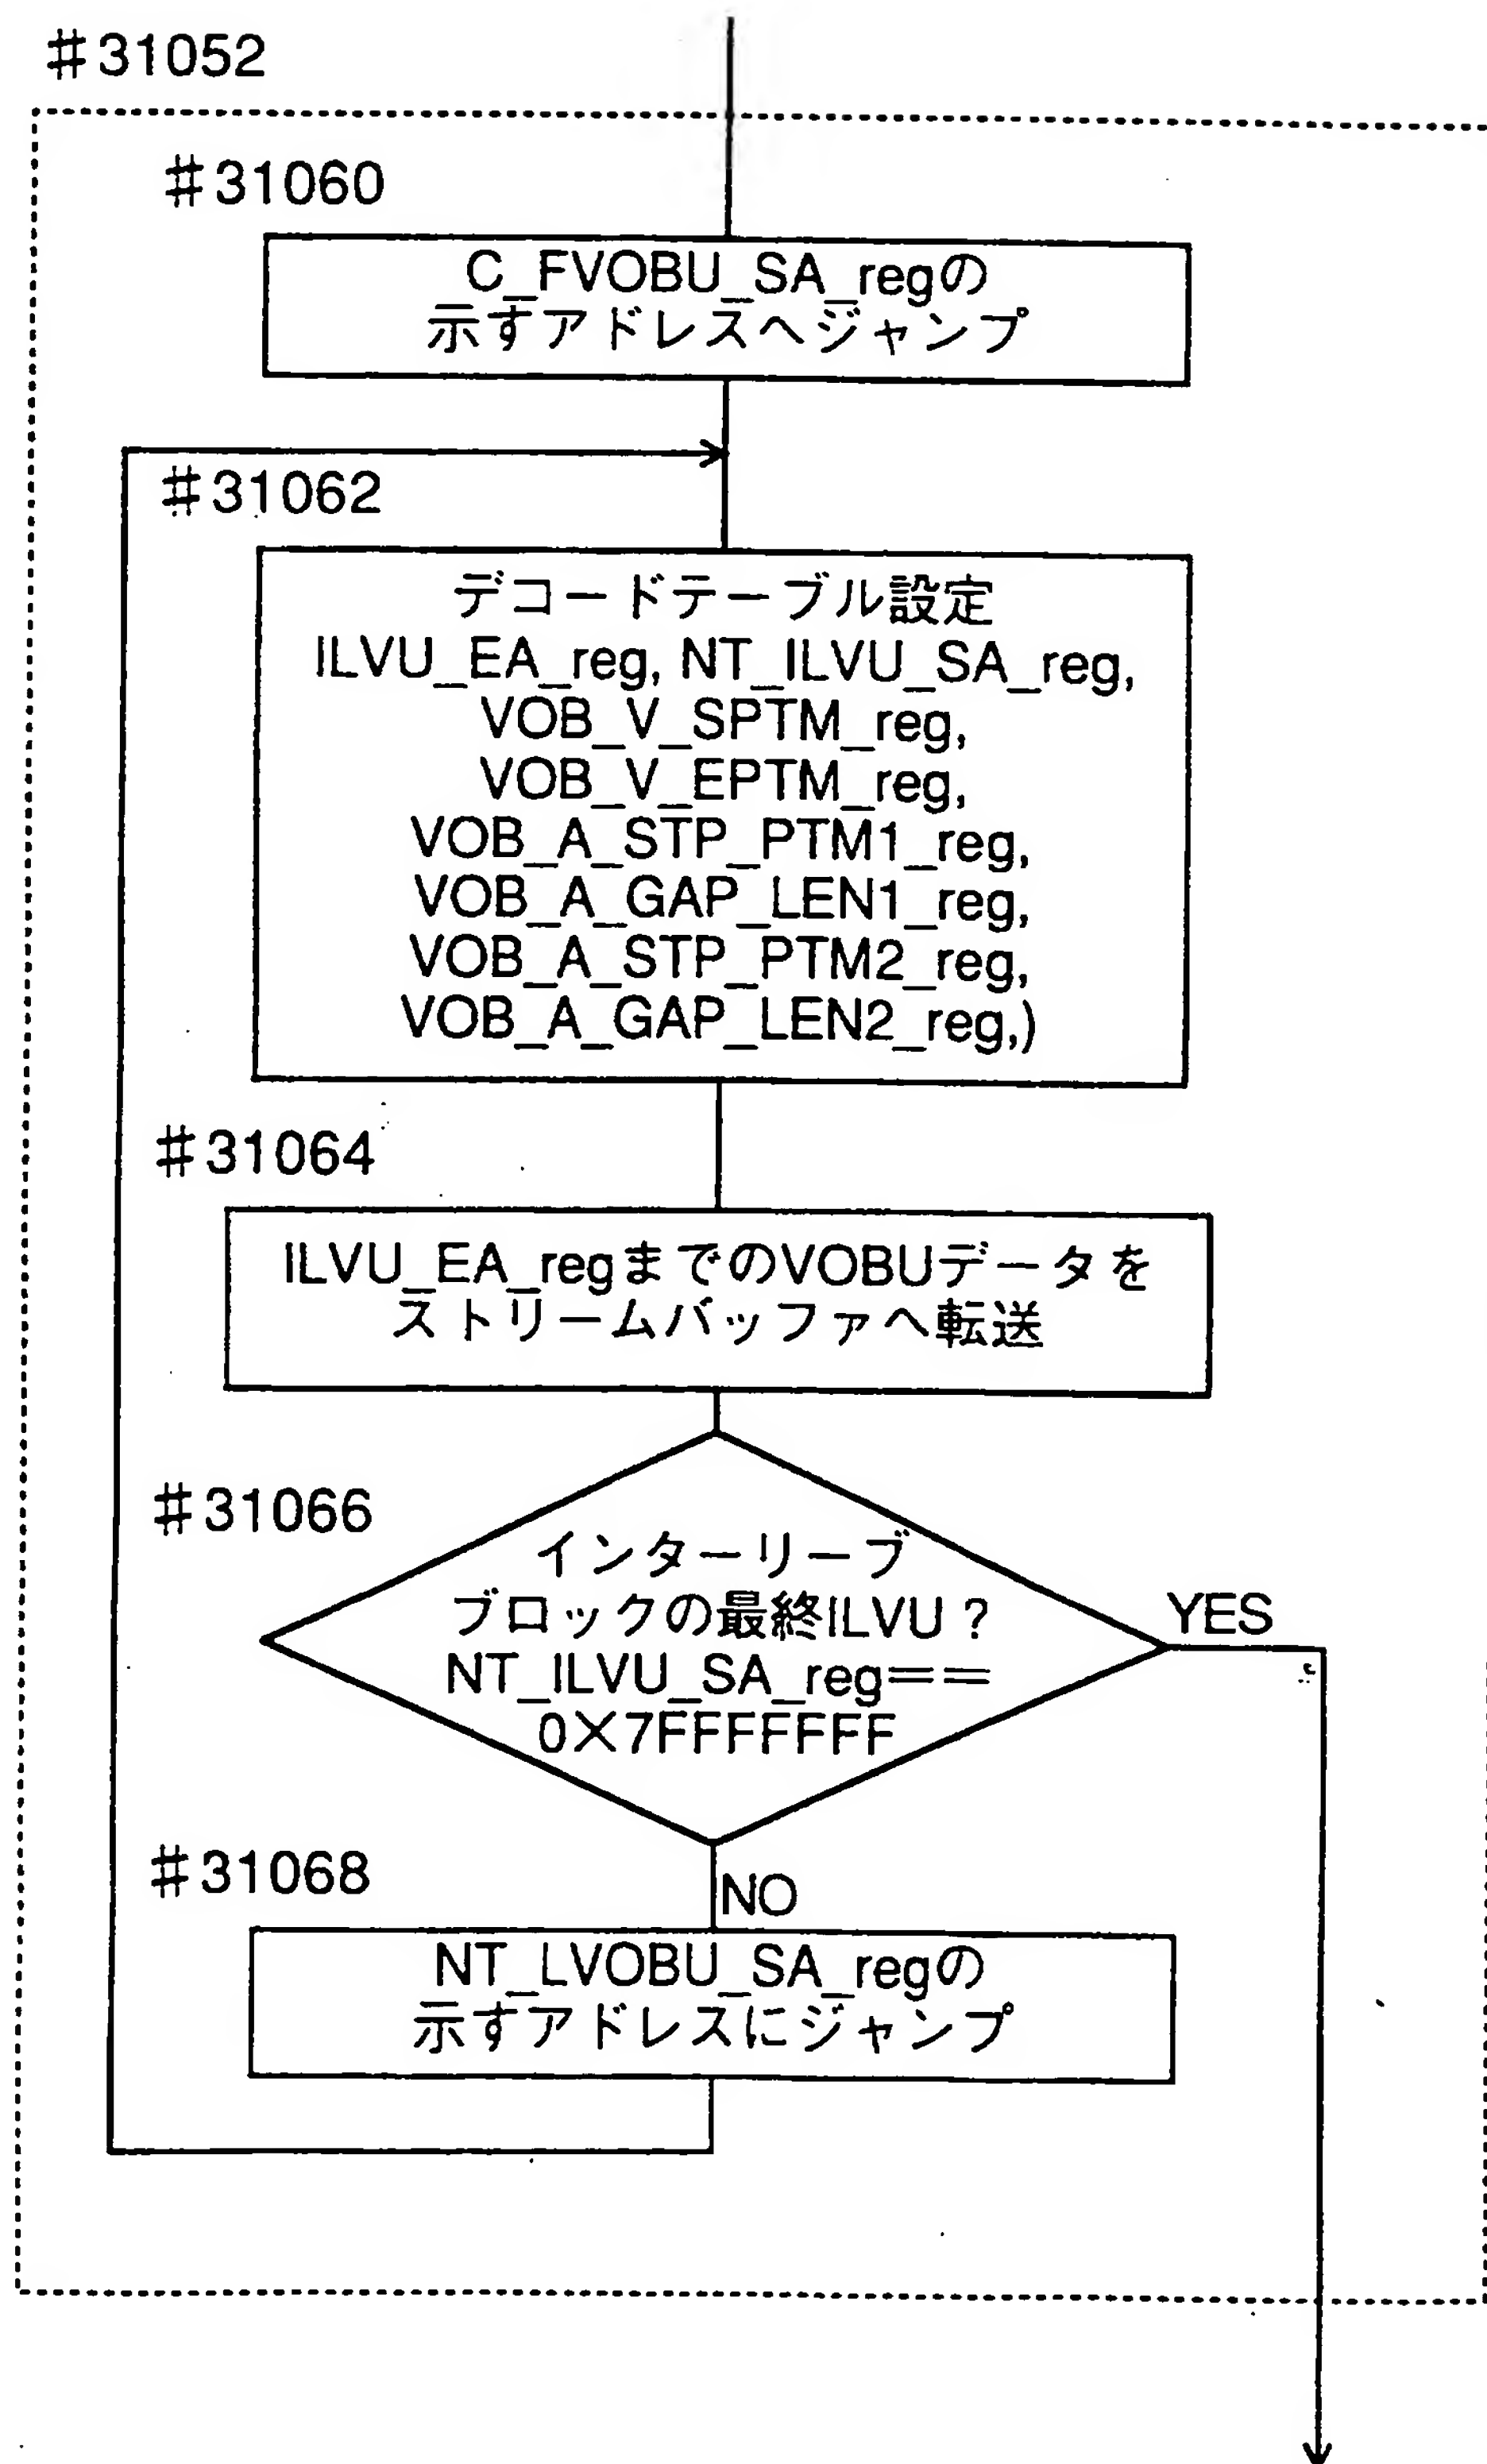 #31052
#31060
C_FVOBU_SA_regの
示すアドレスへジャンプ
#31062
デコードテーブル設定
ILVU_EA_reg, NT_ILVU_SA_reg,
VOB_V_SPTM_reg,
VOB_V_EPTM_reg,
VOB_A_STP_PTM1_reg,
VOB_A_GAP_LEN1_reg,
VOB_A_STP_PTM2_reg,
VOB_A_GAP_LEN2_reg,)
#31064
ILVU_EA_regまでのVOBUデータを
ストリームバッファへ転送
#31066
インターリーブ
ブロックの最終ILVU?
NT_ILVU_SA_reg==
0×7FFFFFFF
YES
#31068
NO
NT_LVOBU_SA_regの
示すアドレスにジャンプ